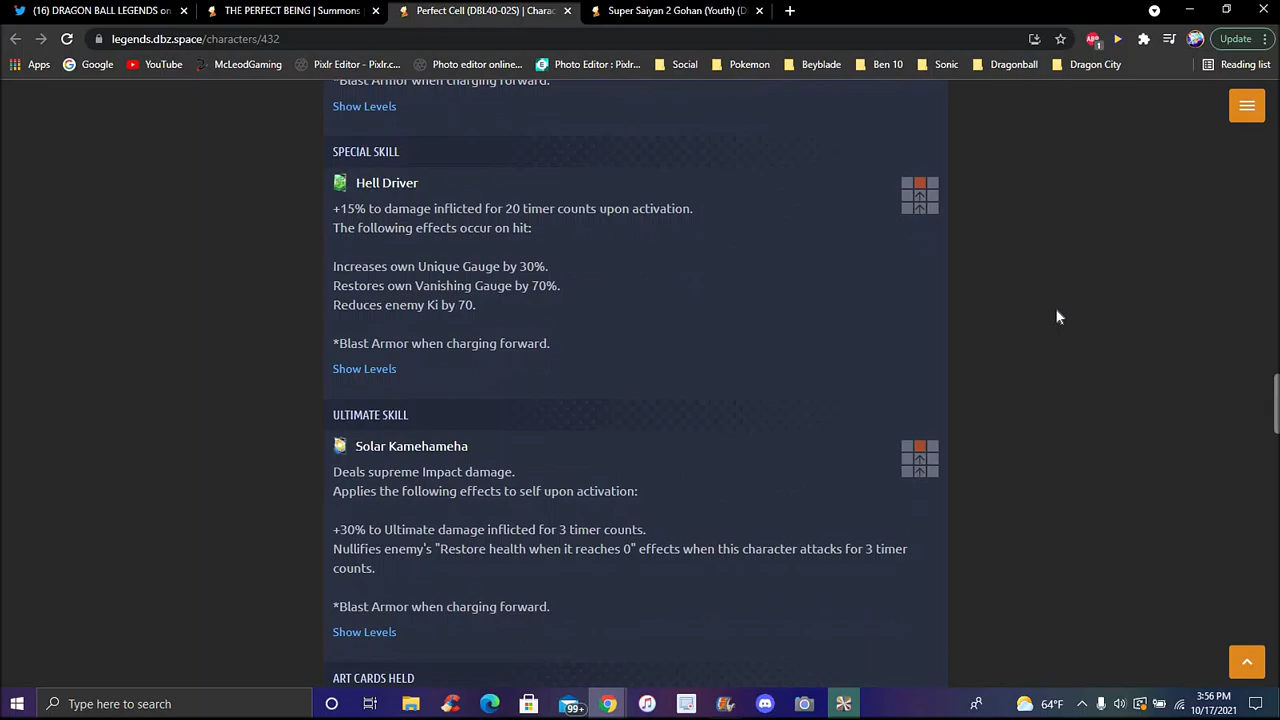 (16) DRAGON BALL LEGENDS on
THE PERFECT BEING | Summons
Perfect Cell (DBL40-02S) | Charac
Super Saiyan 2 Gohan (Youth) (D
legends.dbz.space/characters/432
ABP
1
Update
Apps
Google
YouTube
McLeodGaming
Pixlr Editor - Pixlr.c...
Photo editor online...
Photo Editor : Pixlr...
Social
Pokemon
Beyblade
Ben 10
Sonic
Dragonball
Dragon City
Reading list
*Blast Armor when charging forward.
Show Levels
SPECIAL SKILL
Hell Driver
+15% to damage inflicted for 20 timer counts upon activation.
The following effects occur on hit:
Increases own Unique Gauge by 30%.
Restores own Vanishing Gauge by 70%.
Reduces enemy Ki by 70.
*Blast Armor when charging forward.
Show Levels
ULTIMATE SKILL
Solar Kamehameha
Deals supreme Impact damage.
Applies the following effects to self upon activation:
+30% to Ultimate damage inflicted for 3 timer counts.
Nullifies enemy's "Restore health when it reaches 0" effects when this character attacks for 3 timer
counts.
*Blast Armor when charging forward.
Show Levels
ART CARDS HELD
Type here to search
99+
64°F
3:56 PM
10/17/2021